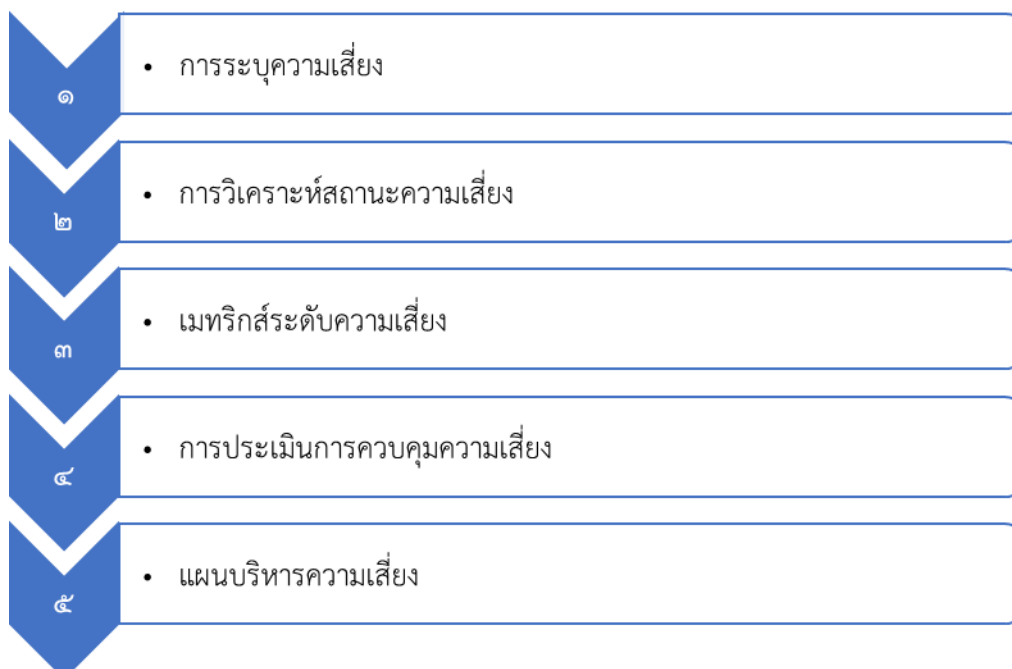 ๑
• การระบุความเสี่ยง
๒
• การวิเคราะห์สถานะความเสี่ยง
๓
• เมทริกส์ระดับความเสี่ยง
๔
• การประเมินการควบคุมความเสี่ยง
๕
• แผนบริหารความเสี่ยง